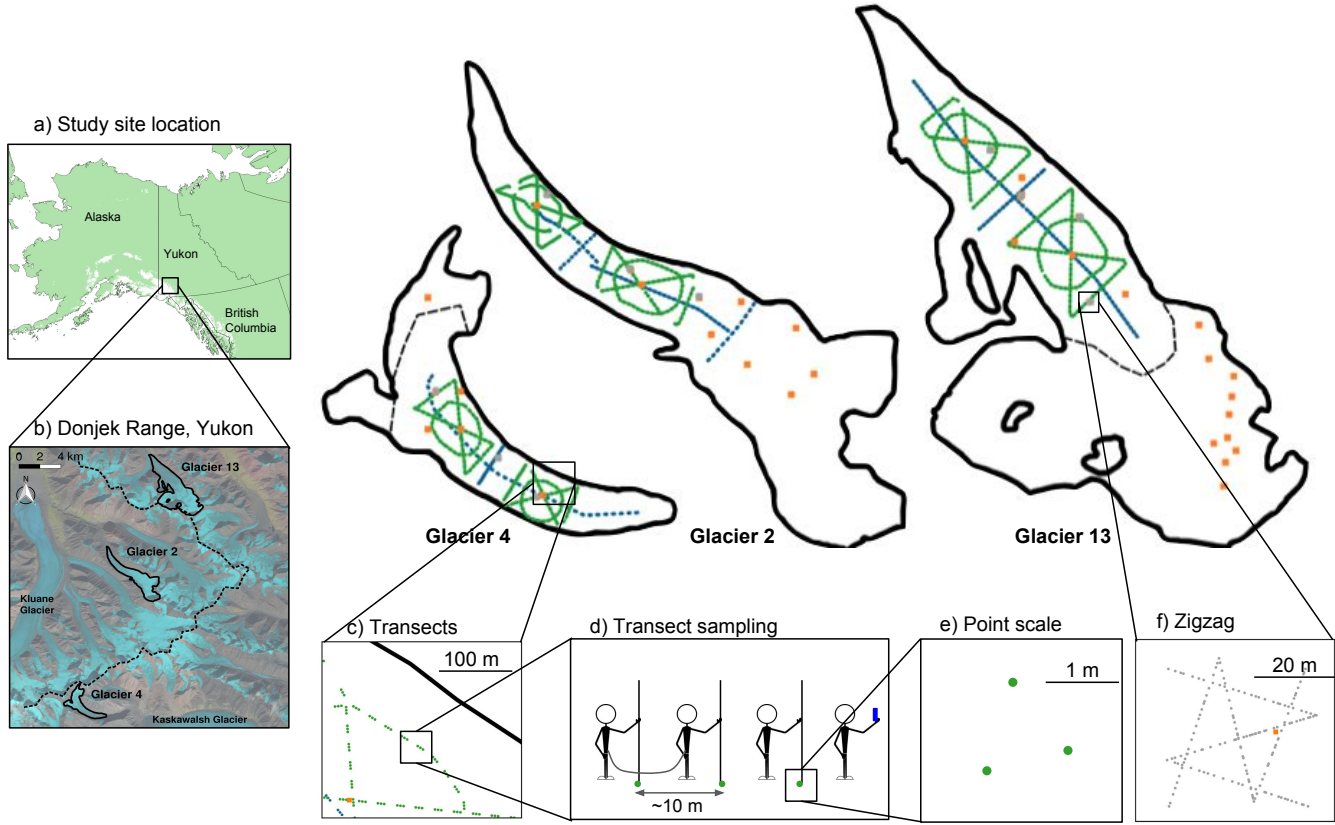 a) Study site location
Alaska
Yukon
British
Columbia
b) Donjek Range, Yukon
0 2 4 km
N
Glacier 13
Glacier 2
Kluane
Glacier
Glacier 4
Kaskawalsh Glacier
Glacier 4
Glacier 2
Glacier 13
c) Transects
100 m
d) Transect sampling
~10 m
e) Point scale
1 m
f) Zigzag
20 m